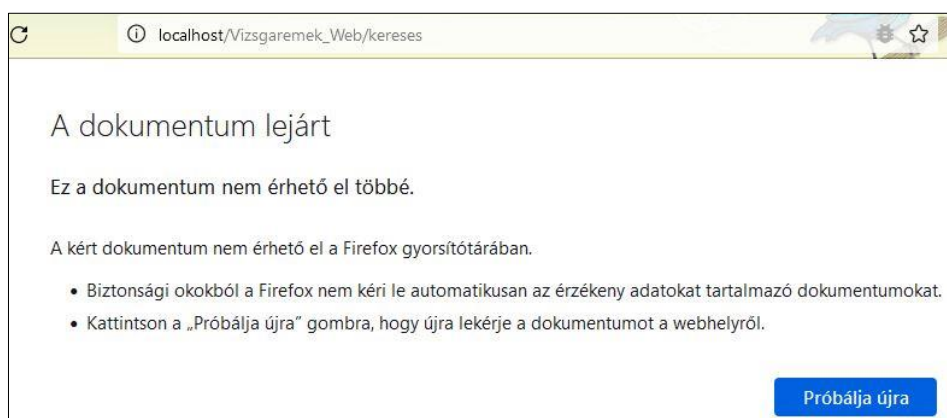 localhost/Vizsgaremek_Web/kereses
A dokumentum lejárt
Ez a dokumentum nem érhető el többé.
A kért dokumentum nem érhető el a Firefox gyorsítótárában.
• Biztonsági okokból a Firefox nem kéri le automatikusan az érzékeny adatokat tartalmazó dokumentumokat.
• Kattintson a „Próbálja újra” gombra, hogy újra lekérje a dokumentumot a webhelyről.
Próbálja újra